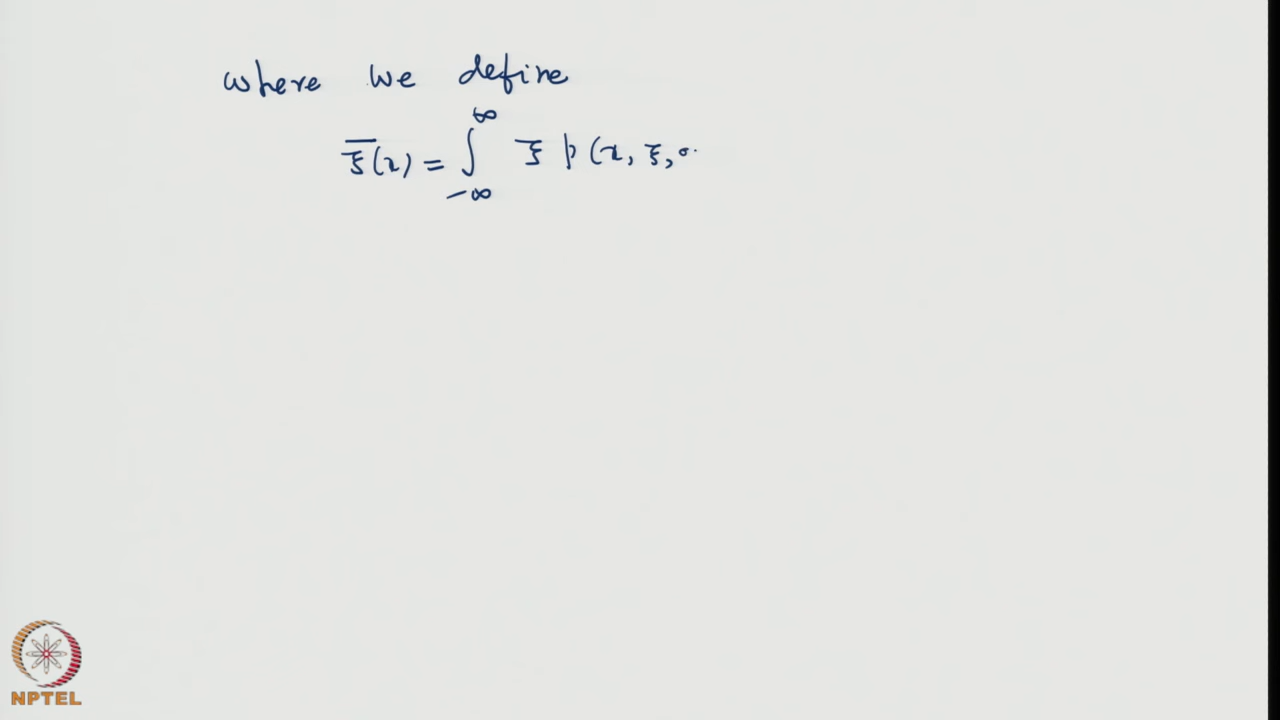 where we define
ξ̄(x) = ∫_{-∞}^{∞} ξ p(x, ξ,
NPTEL